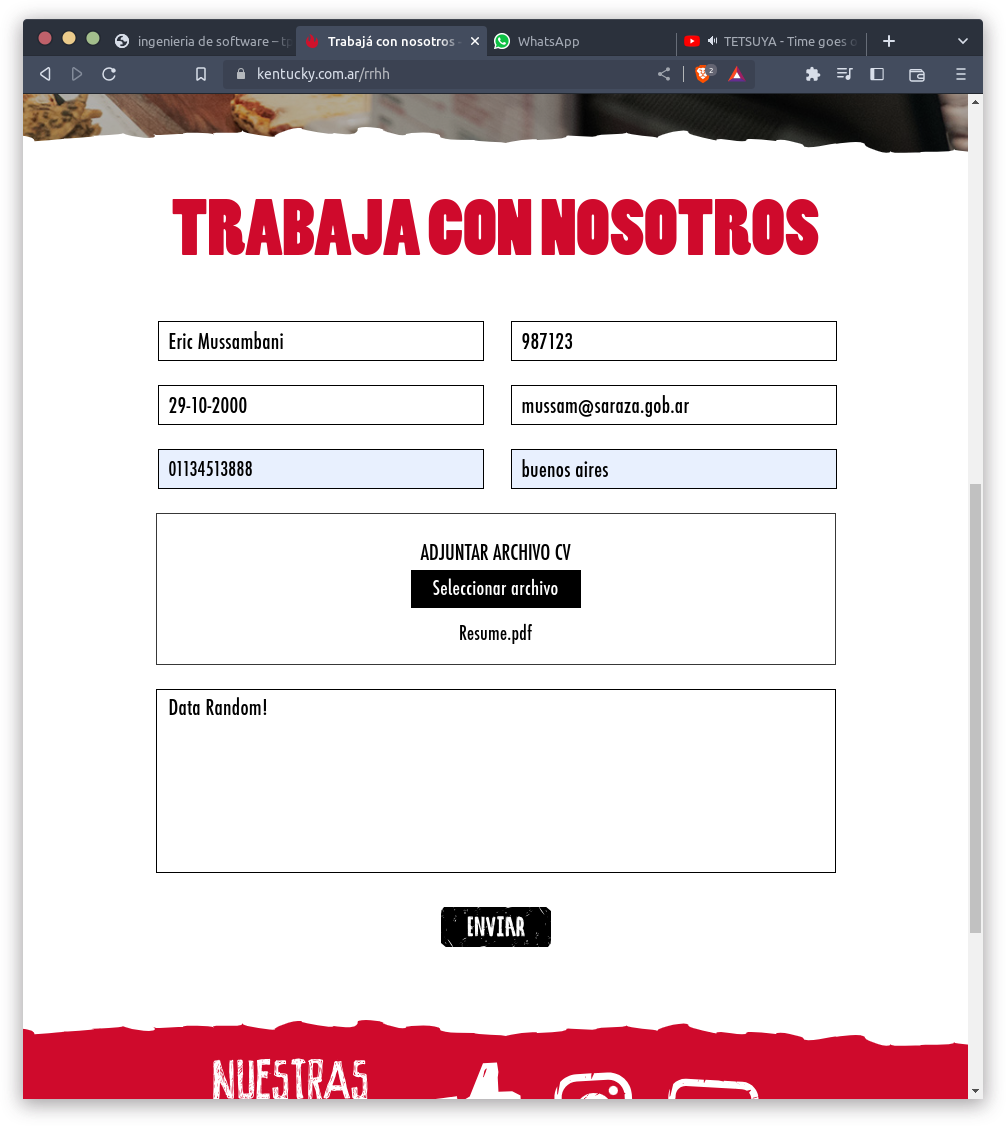 ingenieria de software – tp
Trabajá con nosotros -
WhatsApp
TETSUYA - Time goes o
kentucky.com.ar/rrhh
2
TRABAJA CON NOSOTROS
Eric Mussambani
987123
29-10-2000
mussam@saraza.gob.ar
01134513888
buenos aires
ADJUNTAR ARCHIVO CV
Seleccionar archivo
Resume.pdf
Data Random!
ENVIAR
NUESTRAS